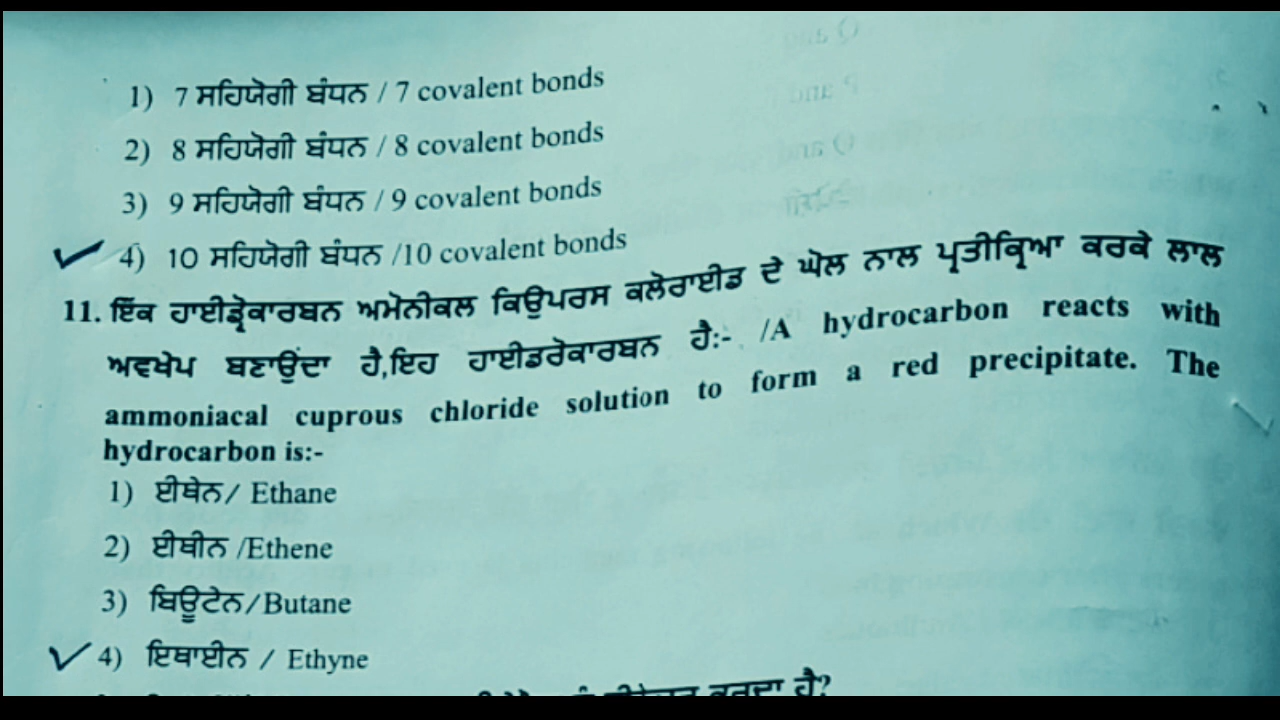 1) 7 ਸਹਿਯੋਗੀ ਬੰਧਨ / 7 covalent bonds
2) 8 ਸਹਿਯੋਗੀ ਬੰਧਨ / 8 covalent bonds
3) 9 ਸਹਿਯੋਗੀ ਬੰਧਨ / 9 covalent bonds
4) 10 ਸਹਿਯੋਗੀ ਬੰਧਨ /10 covalent bonds
11. ਇੱਕ ਹਾਈਡ੍ਰੋਕਾਰਬਨ ਅਮੋਨੀਕਲ ਕਿਊਪਰਸ ਕਲੋਰਾਈਡ ਦੇ ਘੋਲ ਨਾਲ ਪ੍ਰਤੀਕ੍ਰਿਆ ਕਰਕੇ ਲਾਲ
ਅਵਖੇਪ ਬਣਾਉਂਦਾ ਹੈ,ਇਹ ਹਾਈਡਰੋਕਾਰਬਨ ਹੈ:- /A hydrocarbon reacts with
ammoniacal cuprous chloride solution to form a red precipitate. The
hydrocarbon is:-
1) ਈਥੇਨ/ Ethane
2) ਈਥੀਨ /Ethene
3) ਬਿਊਟੇਨ/Butane
4) ਇਥਾਈਨ / Ethyne
ਕਰਦਾ ਹੈ?